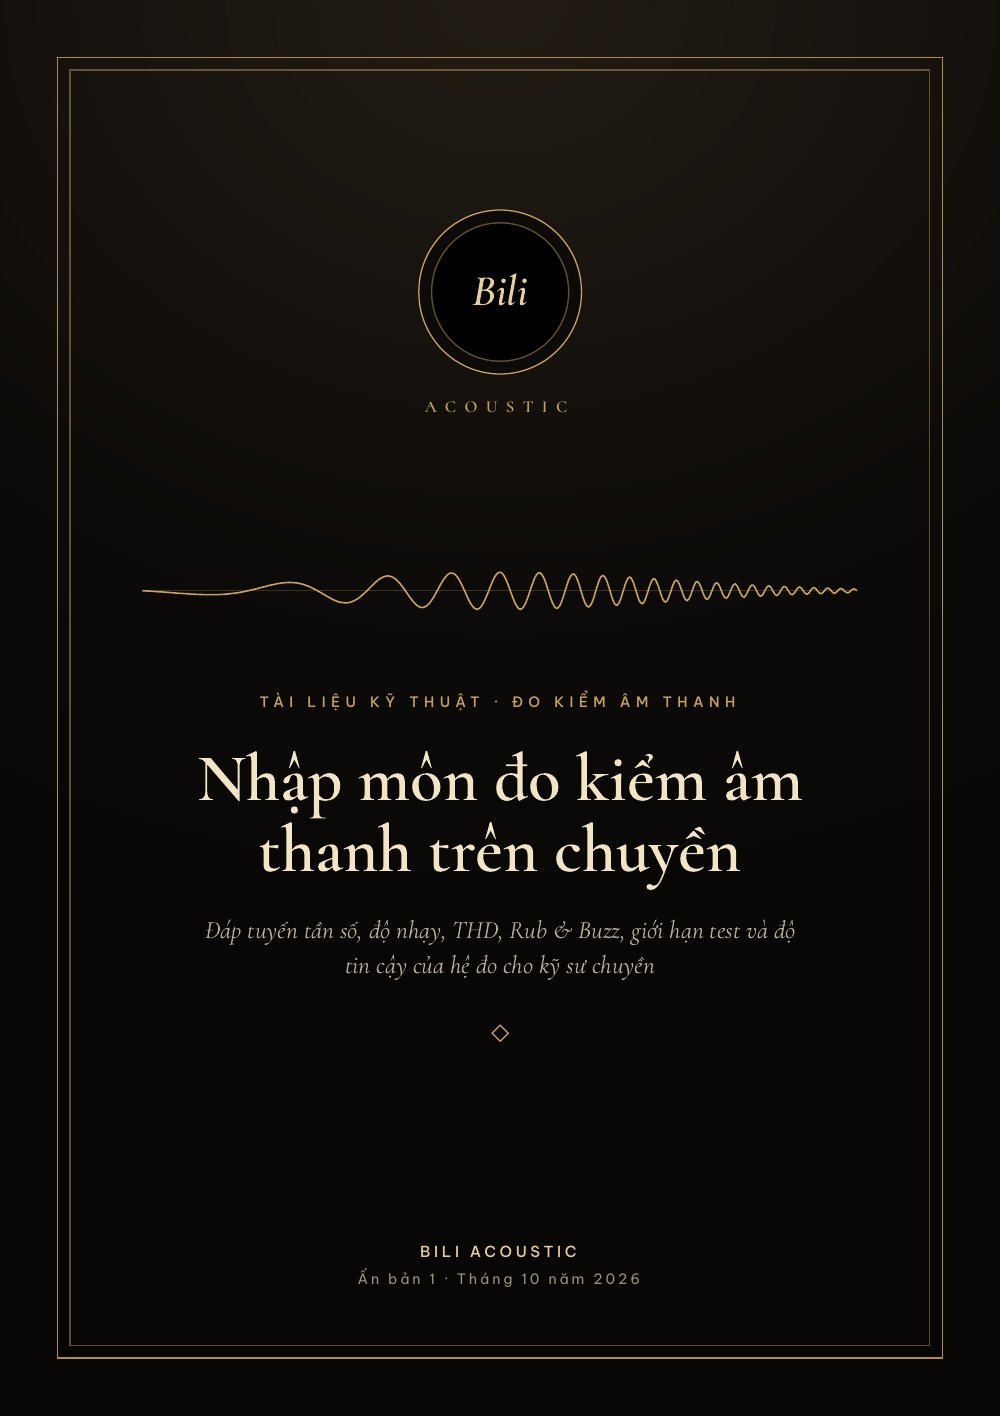 Bili
ACOUSTIC
TÀI LIỆU KỸ THUẬT · ĐO KIỂM ÂM THANH
Nhập môn đo kiểm âm
thanh trên chuyền
Đáp tuyến tần số, độ nhạy, THD, Rub & Buzz, giới hạn test và độ
tin cậy của hệ đo cho kỹ sư chuyền
BILI ACOUSTIC
Ấn bản 1 · Tháng 10 năm 2026